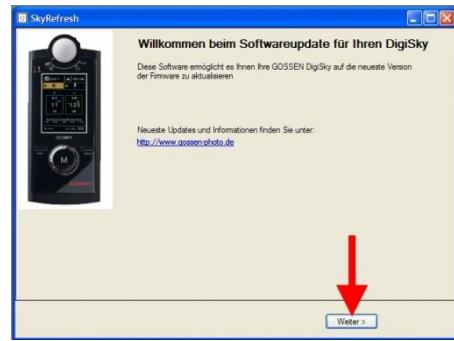 SkyRefresh
Willkommen beim Softwareupdate für Ihren DigiSky
Diese Software ermöglicht es Ihnen Ihre GOSSEN DigiSky auf die neueste Version
der Firmware zu aktualisieren
Neueste Updates und Informationen finden Sie unter:
http://www.gossen-photo.de
M
Weiter >